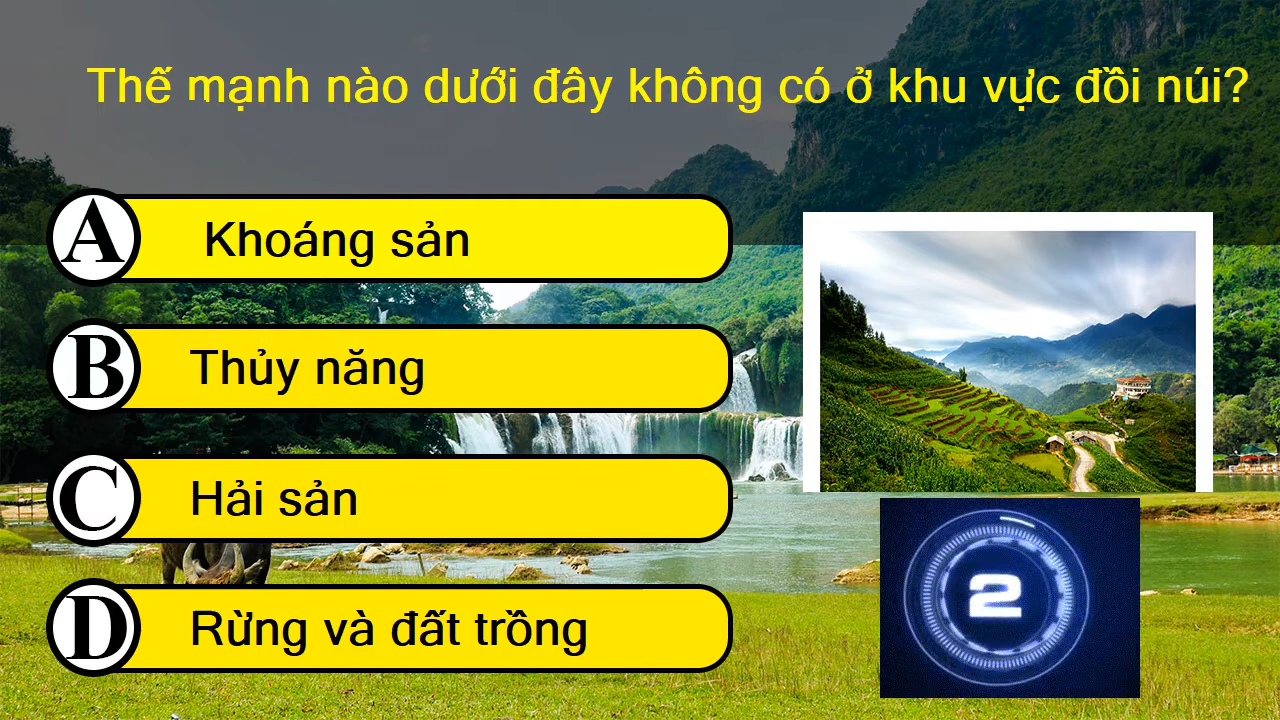 Thế mạnh nào dưới đây không có ở khu vực đồi núi?
A Khoáng sản
B Thủy năng
C Hải sản
D Rừng và đất trồng
2